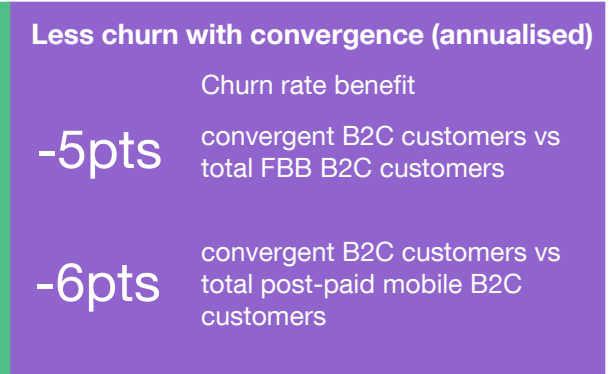 Less churn with convergence (annualised)
Churn rate benefit
-5pts
convergent B2C customers vs
total FBB B2C customers
-6pts
convergent B2C customers vs
total post-paid mobile B2C
customers